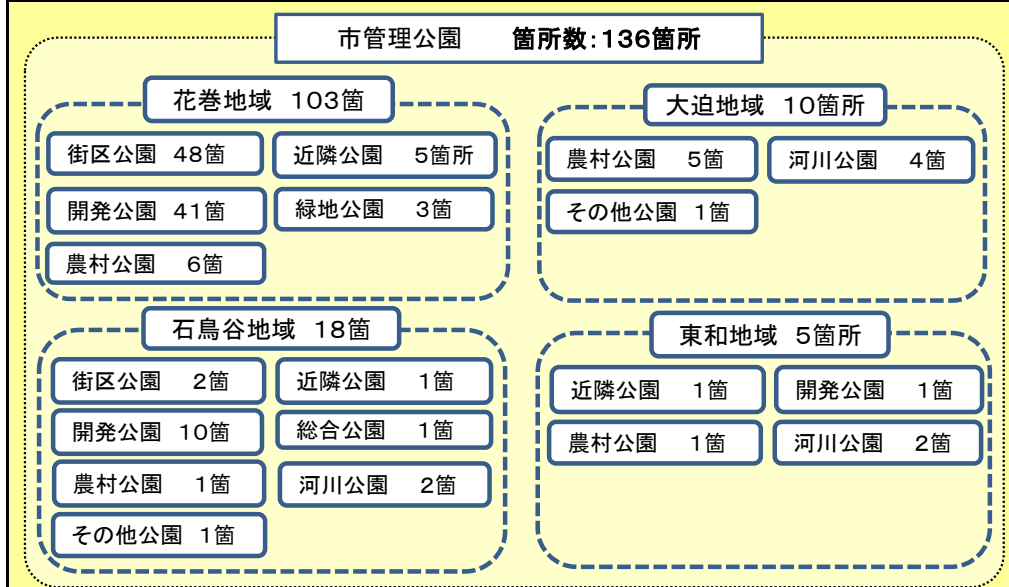 市管理公園 箇所数:136箇所
花巻地域 103箇
街区公園 48箇
近隣公園 5箇所
開発公園 41箇
緑地公園 3箇
農村公園 6箇
大迫地域 10箇所
農村公園 5箇
河川公園 4箇
その他公園 1箇
石鳥谷地域 18箇
街区公園 2箇
近隣公園 1箇
開発公園 10箇
総合公園 1箇
農村公園 1箇
河川公園 2箇
その他公園 1箇
東和地域 5箇所
近隣公園 1箇
開発公園 1箇
農村公園 1箇
河川公園 2箇